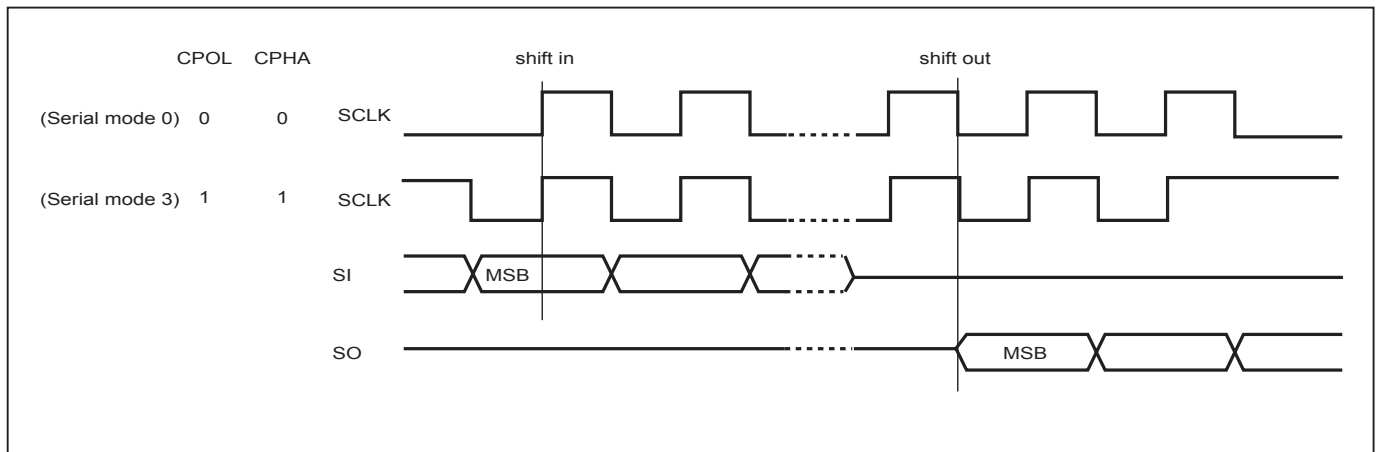 CPOL CPHA shift in shift out
(Serial mode 0) 0 0 SCLK
(Serial mode 3) 1 1 SCLK
SI MSB
SO MSB